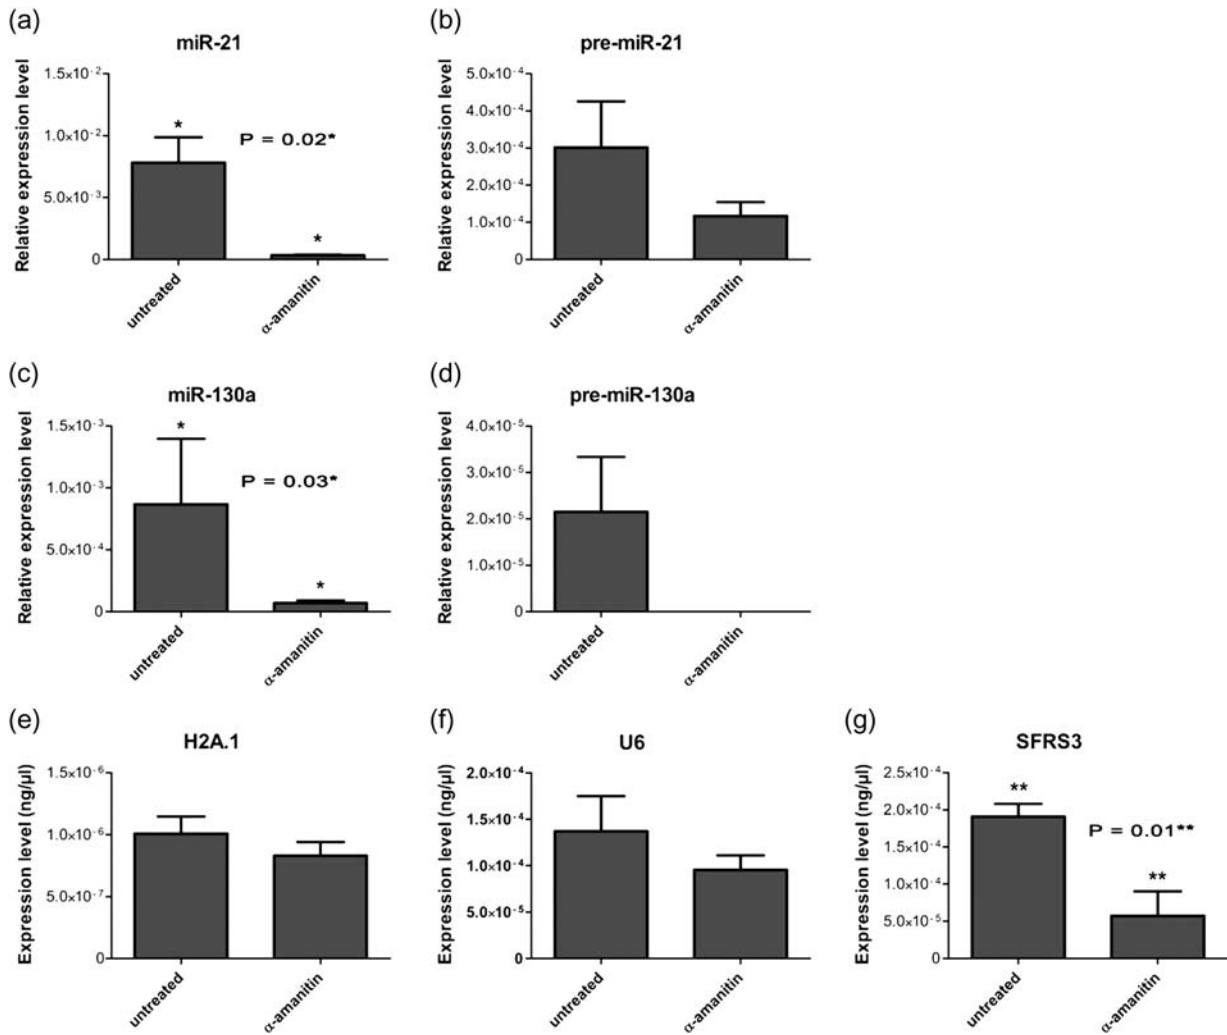 (a)
miR-21
Relative expression level
1.5×10⁻²
1.0×10⁻²
5.0×10⁻³
0
*
P = 0.02*
*
untreated
α-amanitin
(b)
pre-miR-21
Relative expression level
5.0×10⁻⁴
4.0×10⁻⁴
3.0×10⁻⁴
2.0×10⁻⁴
1.0×10⁻⁴
0
untreated
α-amanitin
(c)
miR-130a
Relative expression level
1.5×10⁻³
1.0×10⁻³
5.0×10⁻⁴
0
*
P = 0.03*
*
untreated
α-amanitin
(d)
pre-miR-130a
Relative expression level
4.0×10⁻⁵
3.0×10⁻⁵
2.0×10⁻⁵
1.0×10⁻⁵
0
untreated
α-amanitin
(e)
H2A.1
Expression level (ng/µl)
1.5×10⁻⁶
1.0×10⁻⁶
5.0×10⁻⁷
0
untreated
α-amanitin
(f)
U6
Expression level (ng/µl)
2.0×10⁻⁴
1.5×10⁻⁴
1.0×10⁻⁴
5.0×10⁻⁵
0
untreated
α-amanitin
(g)
SFRS3
Expression level (ng/µl)
2.5×10⁻⁴
2.0×10⁻⁴
1.5×10⁻⁴
1.0×10⁻⁴
5.0×10⁻⁵
0
**
P = 0.01**
**
untreated
α-amanitin